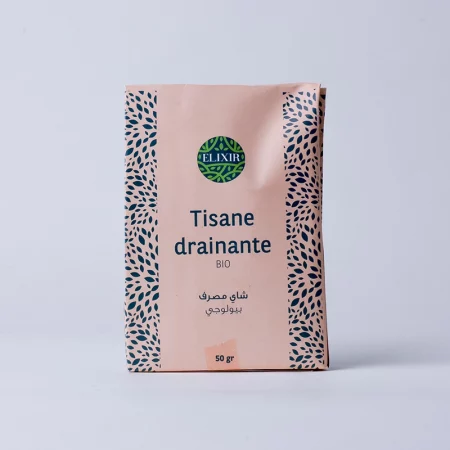 ELIXIR
Tisane
drainante
BIO
شاي مصرف
بيولوجي
50 gr